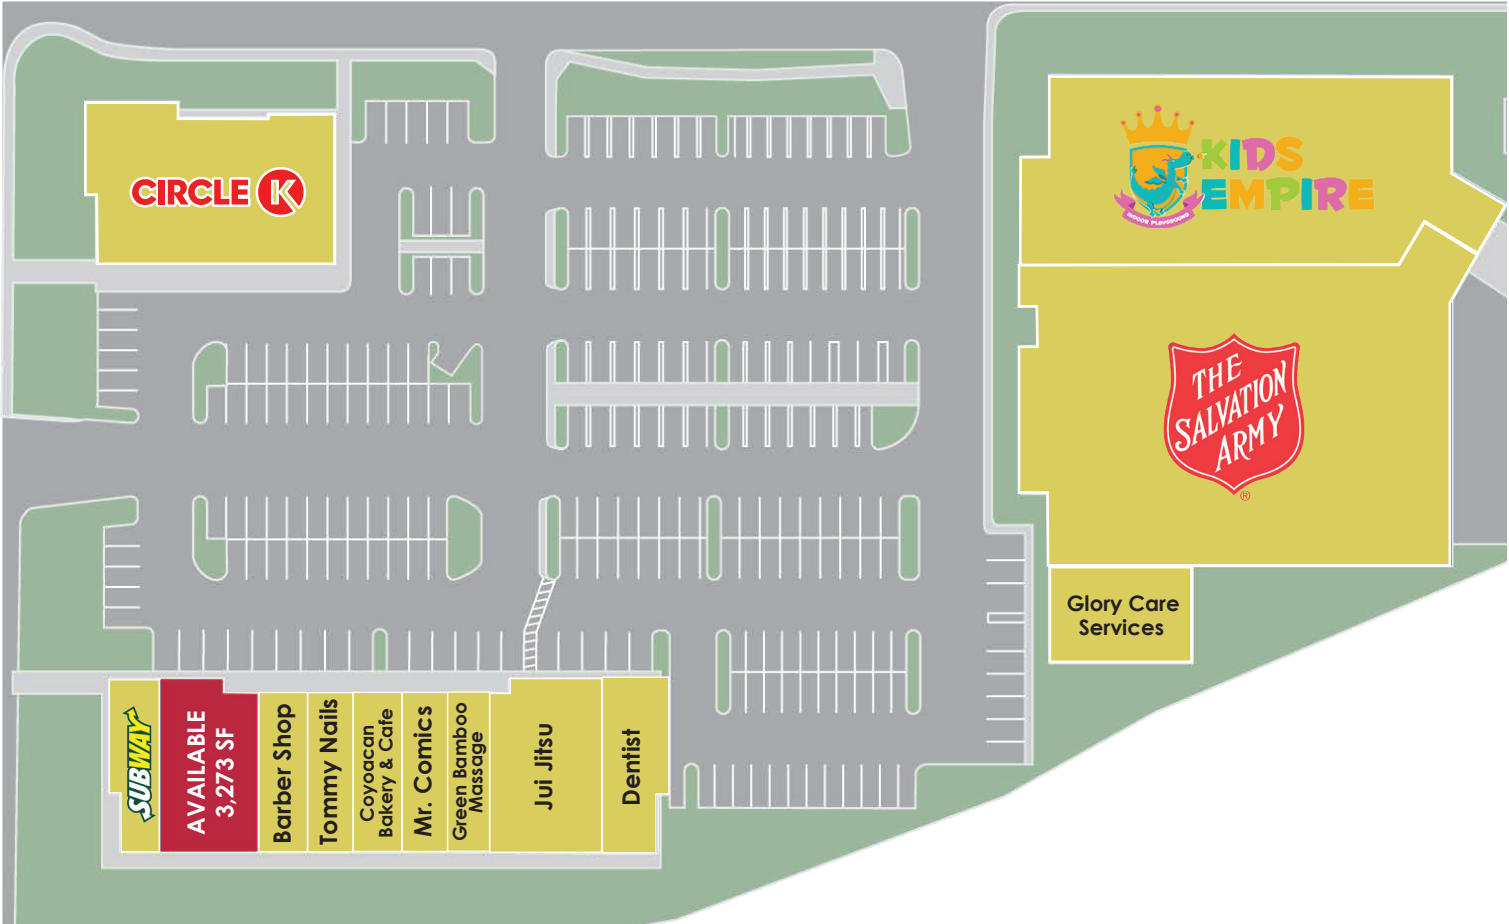 CIRCLE K
KIDS
EMPIRE
INDOOR PLAYGROUND
THE
SALVATION
ARMY
®
Glory Care
Services
SUBWAY
AVAILABLE
3,273 SF
Barber Shop
Tommy Nails
Coyoacan
Bakery & Cafe
Mr. Comics
Green Bamboo
Massage
Jui Jitsu
Dentist